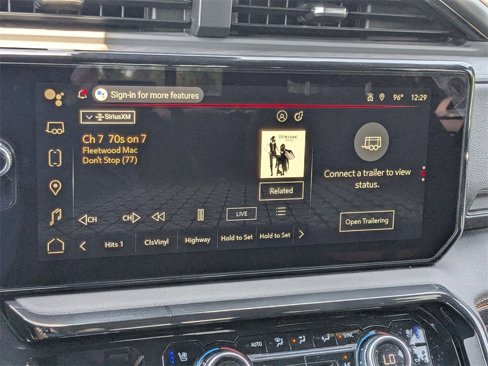 Sign-in for more features
96° 12:29
SiriusXM
Ch 7 70s on 7
Fleetwood Mac
Don't Stop (77)
Related
Connect a trailer to view
status.
CH CH LIVE
Open Trailering
Hits 1 ClsVinyl Highway Hold to Set Hold to Set
AUTO SYNC
LO